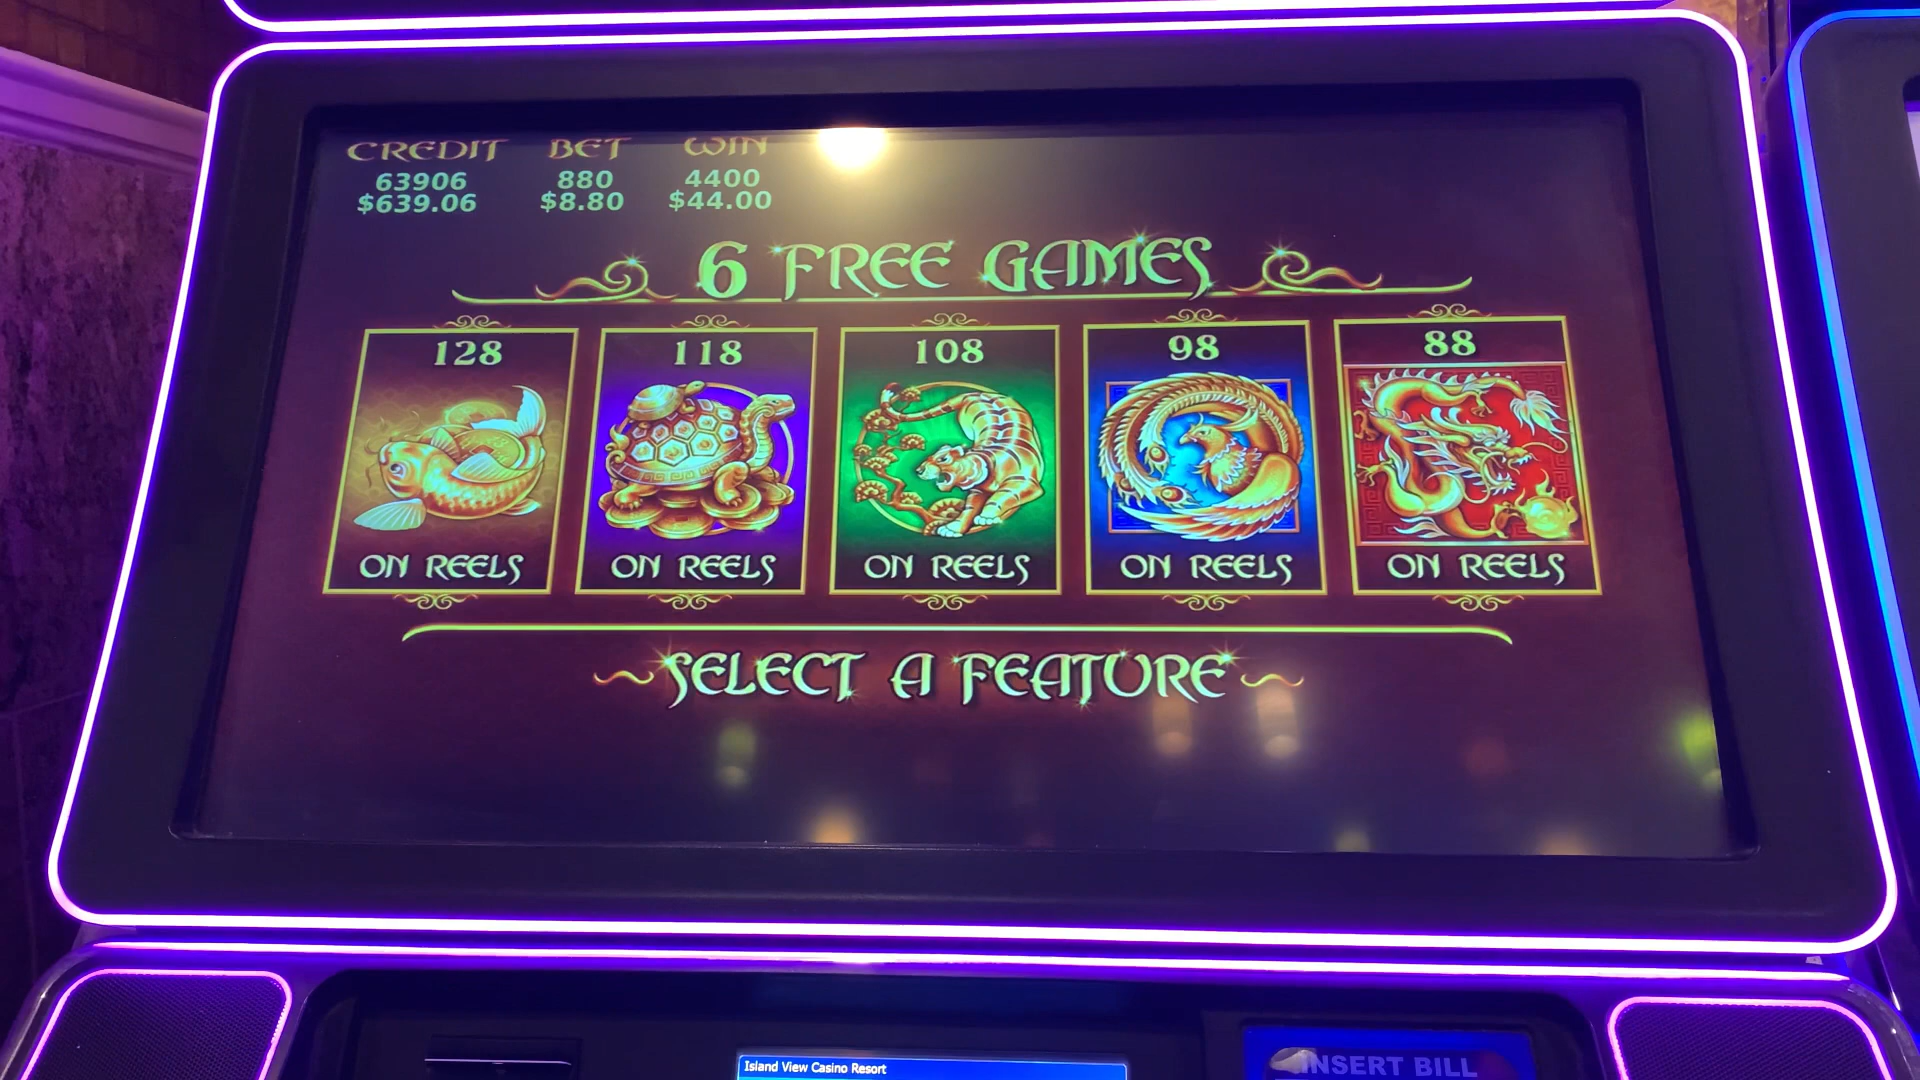 CREDIT BET WIN
63906 880 4400
$639.06 $8.80 $44.00
6 FREE GAMES
128 118 108 98 88
ON REELS ON REELS ON REELS ON REELS ON REELS
SELECT A FEATURE
Island View Casino Resort
INSERT BILL